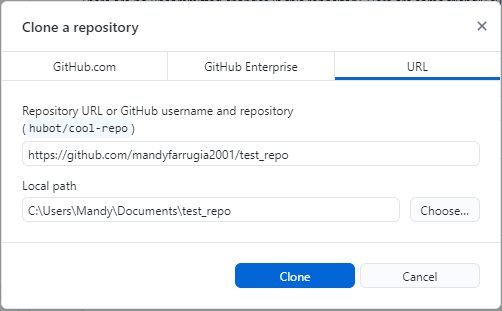 Clone a repository
GitHub.com
GitHub Enterprise
URL
Repository URL or GitHub username and repository
(hubot/cool-repo)
https://github.com/mandyfarrugia2001/test_repo
Local path
C:\Users\Mandy\Documents\test_repo
Choose...
Clone
Cancel